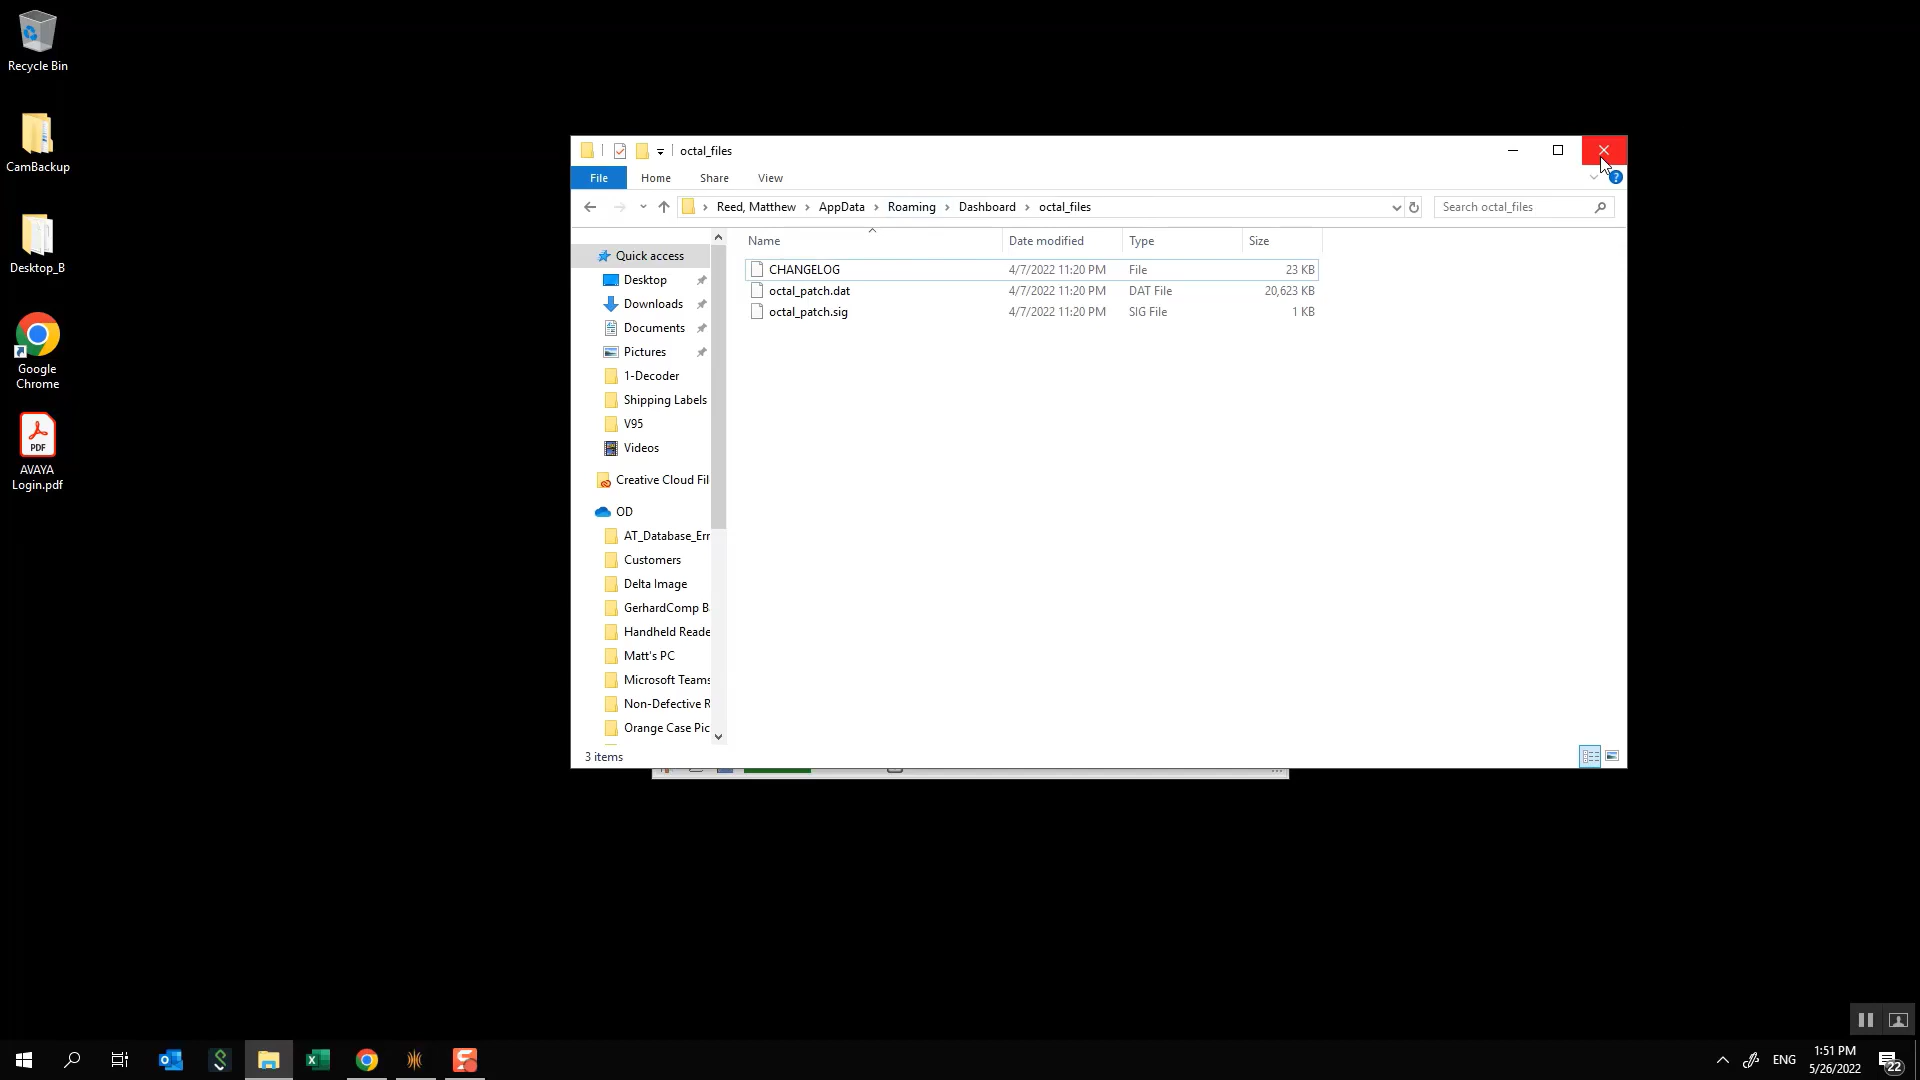 Recycle Bin
CamBackup
Desktop_B
Google
Chrome
PDF
AVAYA
Login.pdf
octal_files
File Home Share View
Reed, Matthew AppData Roaming Dashboard octal_files
Search octal_files
Name Date modified Type Size
CHANGELOG 4/7/2022 11:20 PM File 23 KB
octal_patch.dat 4/7/2022 11:20 PM DAT File 20,623 KB
octal_patch.sig 4/7/2022 11:20 PM SIG File 1 KB
Quick access
Desktop
Downloads
Documents
Pictures
1-Decoder
Shipping Labels
V95
Videos
Creative Cloud Fil
OD
AT_Database_Err
Customers
Delta Image
GerhardComp B
Handheld Reade
Matt's PC
Microsoft Teams
Non-Defective R
Orange Case Pic
3 items
ENG
1:51 PM
5/26/2022
22